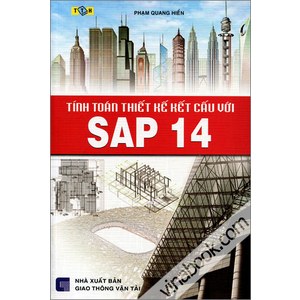 PHẠM QUANG HIỂN
TÍNH TOÁN THIẾT KẾ KẾT CẤU VỚI
SAP 14
NHÀ XUẤT BẢN
GIAO THÔNG VẬN TẢI
vinabook.com